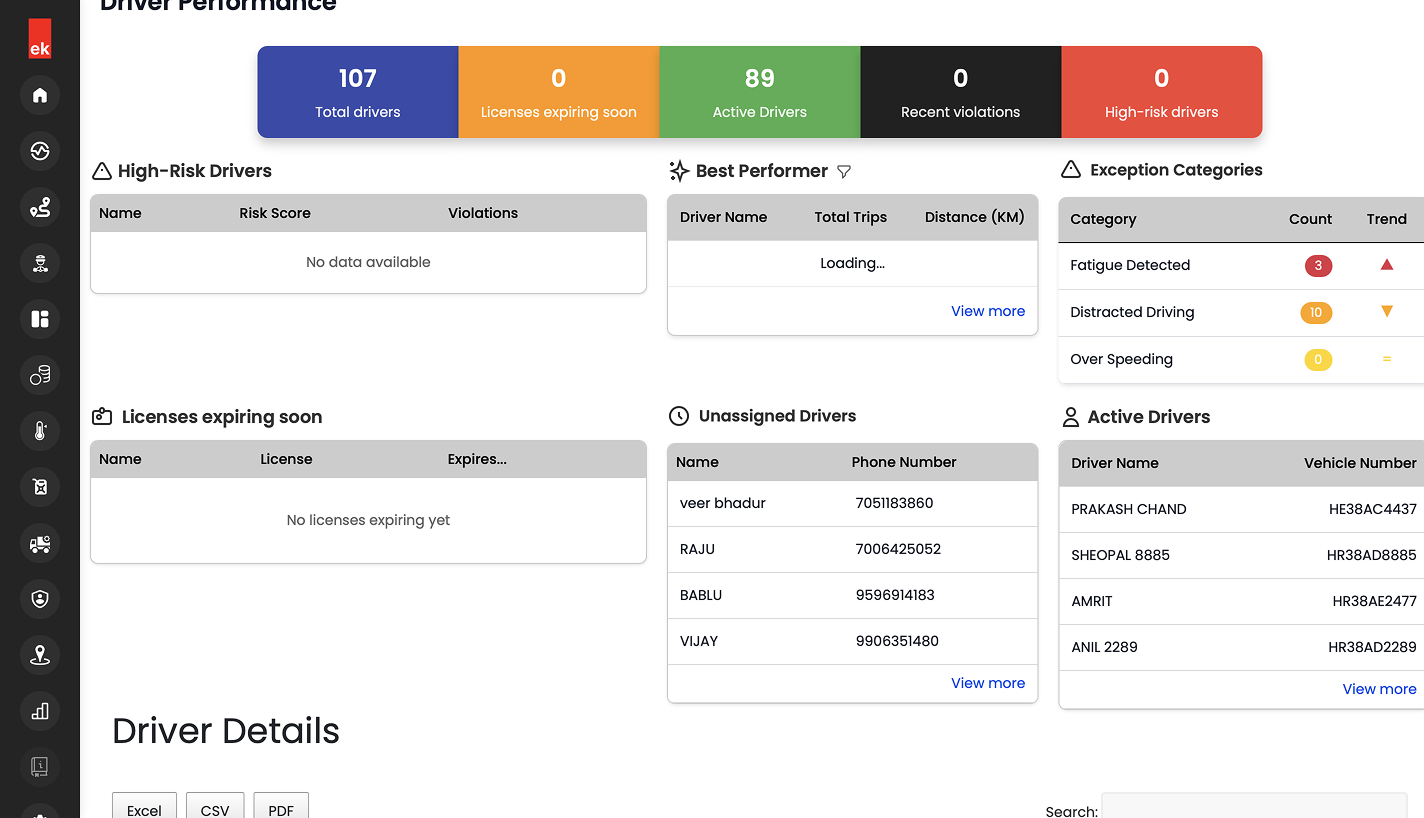 Driver Performance
ek
107
Total drivers
0
Licenses expiring soon
89
Active Drivers
0
Recent violations
0
High-risk drivers
High-Risk Drivers
Name Risk Score Violations
No data available
Best Performer
Driver Name Total Trips Distance (KM)
Loading...
View more
Exception Categories
Category Count Trend
Fatigue Detected 3
Distracted Driving 10
Over Speeding 0 =
Licenses expiring soon
Name License Expires...
No licenses expiring yet
Unassigned Drivers
Name Phone Number
veer bhadur 7051183860
RAJU 7006425052
BABLU 9596914183
VIJAY 9906351480
View more
Active Drivers
Driver Name Vehicle Number
PRAKASH CHAND HE38AC4437
SHEOPAL 8885 HR38AD8885
AMRIT HR38AE2477
ANIL 2289 HR38AD2289
View more
Driver Details
Excel CSV PDF
Search: